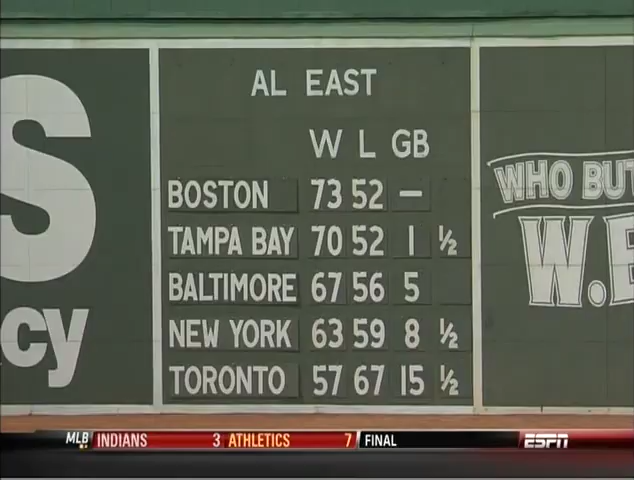 AL EAST
W L GB
BOSTON 73 52 —
TAMPA BAY 70 52 1 ½
BALTIMORE 67 56 5
NEW YORK 63 59 8 ½
TORONTO 57 67 15 ½
S
cy
WHO BUT
W.B
MLB INDIANS 3 ATHLETICS 7 FINAL ESPN